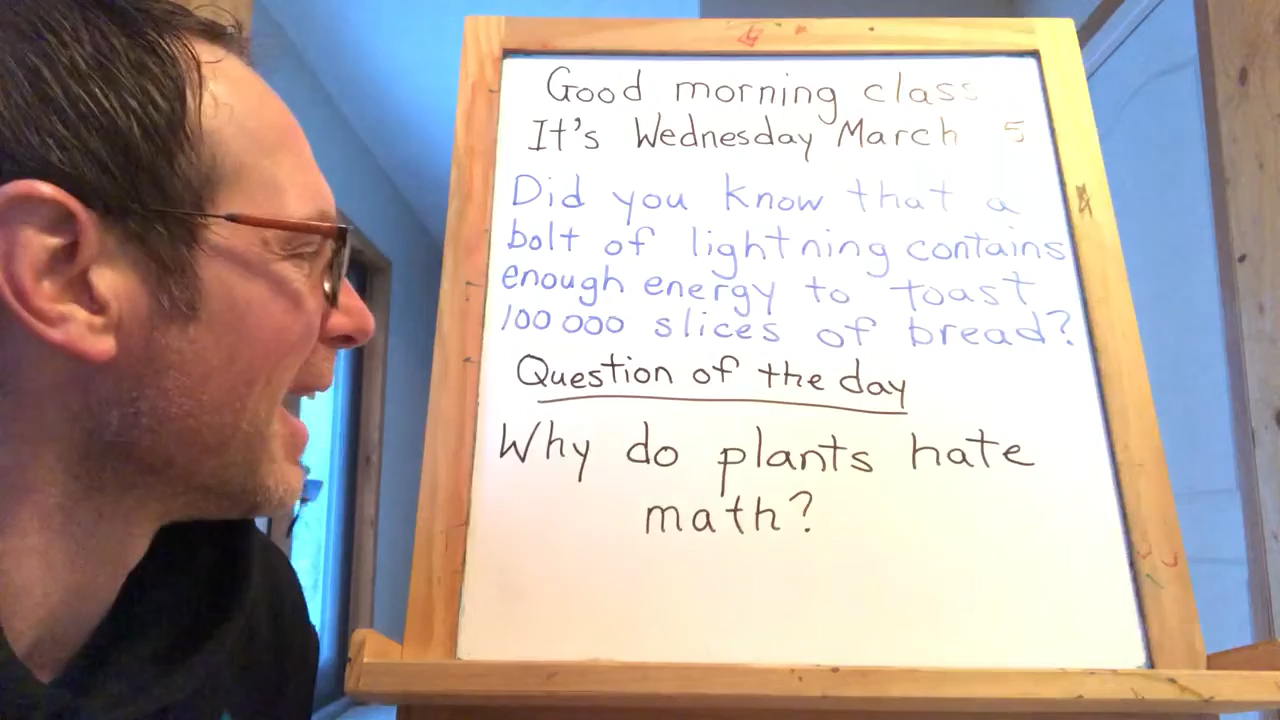 Good morning class
It's Wednesday March 5
Did you know that a
bolt of lightning contains
enough energy to toast
100 000 slices of bread?
Question of the day
Why do plants hate
math?